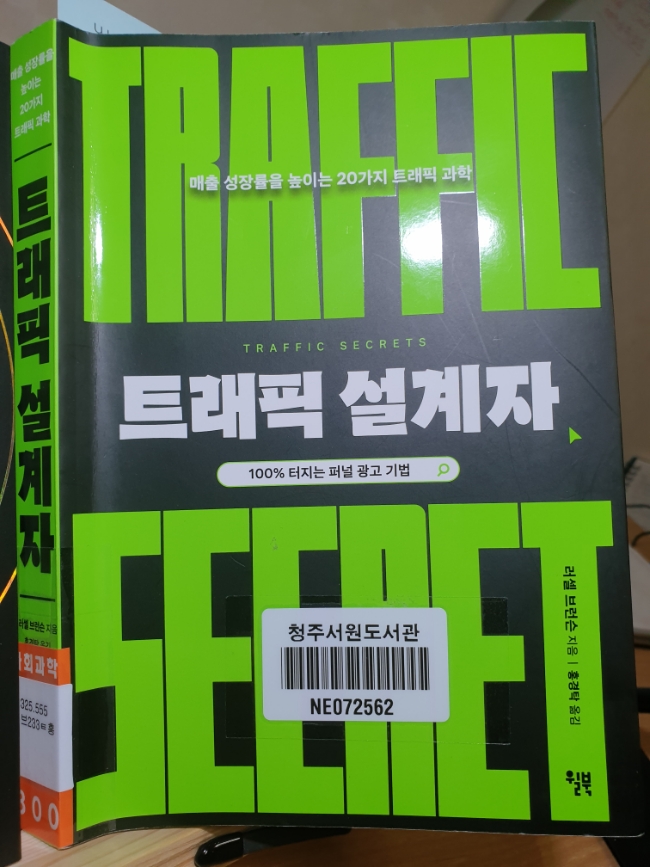 매출 성장률을
높이는
20가지
트래픽 과학
트래픽 설계자
러셀 브런슨 지음
회과학
325.555
브233ㅌ 홍
300
TRAFFIC
매출 성장률을 높이는 20가지 트래픽 과학
TRAFFIC SECRETS
트래픽 설계자
100% 터지는 퍼널 광고 기법
SECRET
러셀 브런슨 지음 | 홍경탁 옮김
청주서원도서관
NE072562
윌북